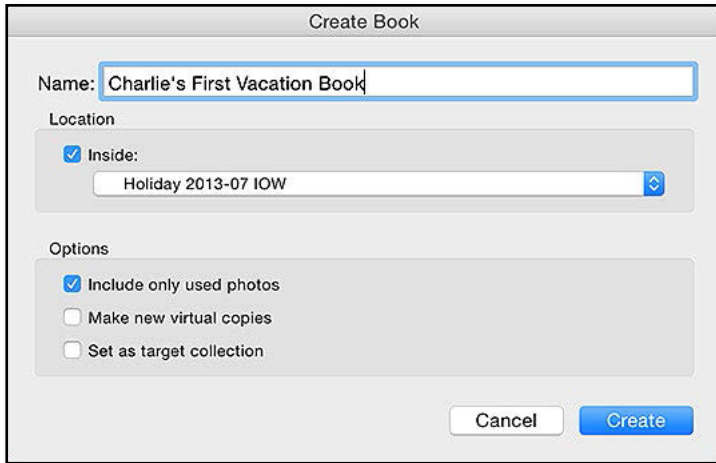 Create Book
Name: Charlie's First Vacation Book
Location
Inside:
Holiday 2013-07 IOW
Options
Include only used photos
Make new virtual copies
Set as target collection
Cancel Create